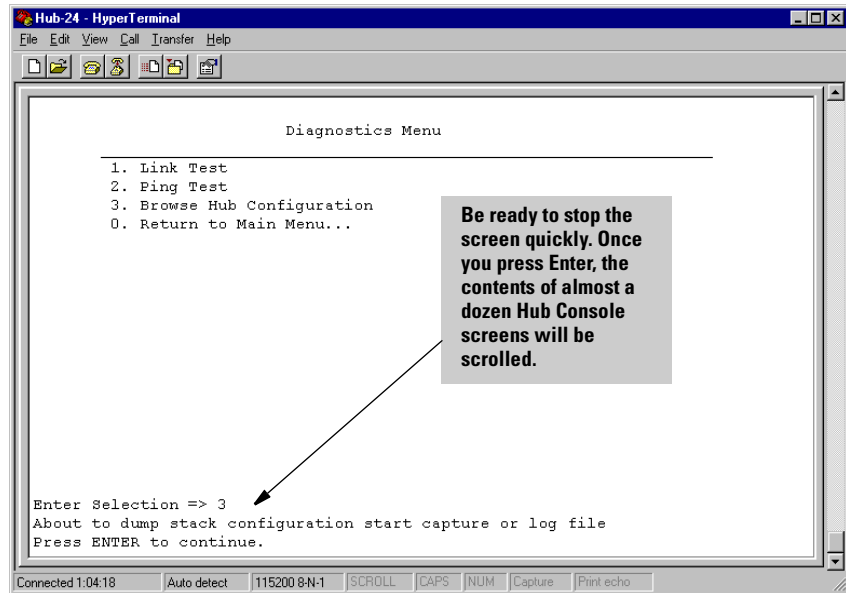 Hub-24 - HyperTerminal
File Edit View Call Transfer Help
Diagnostics Menu
1. Link Test
2. Ping Test
3. Browse Hub Configuration
0. Return to Main Menu...
Be ready to stop the
screen quickly. Once
you press Enter, the
contents of almost a
dozen Hub Console
screens will be
scrolled.
Enter Selection => 3
About to dump stack configuration start capture or log file
Press ENTER to continue.
Connected 1:04:18 Auto detect 115200 8-N-1 SCROLL CAPS NUM Capture Print echo